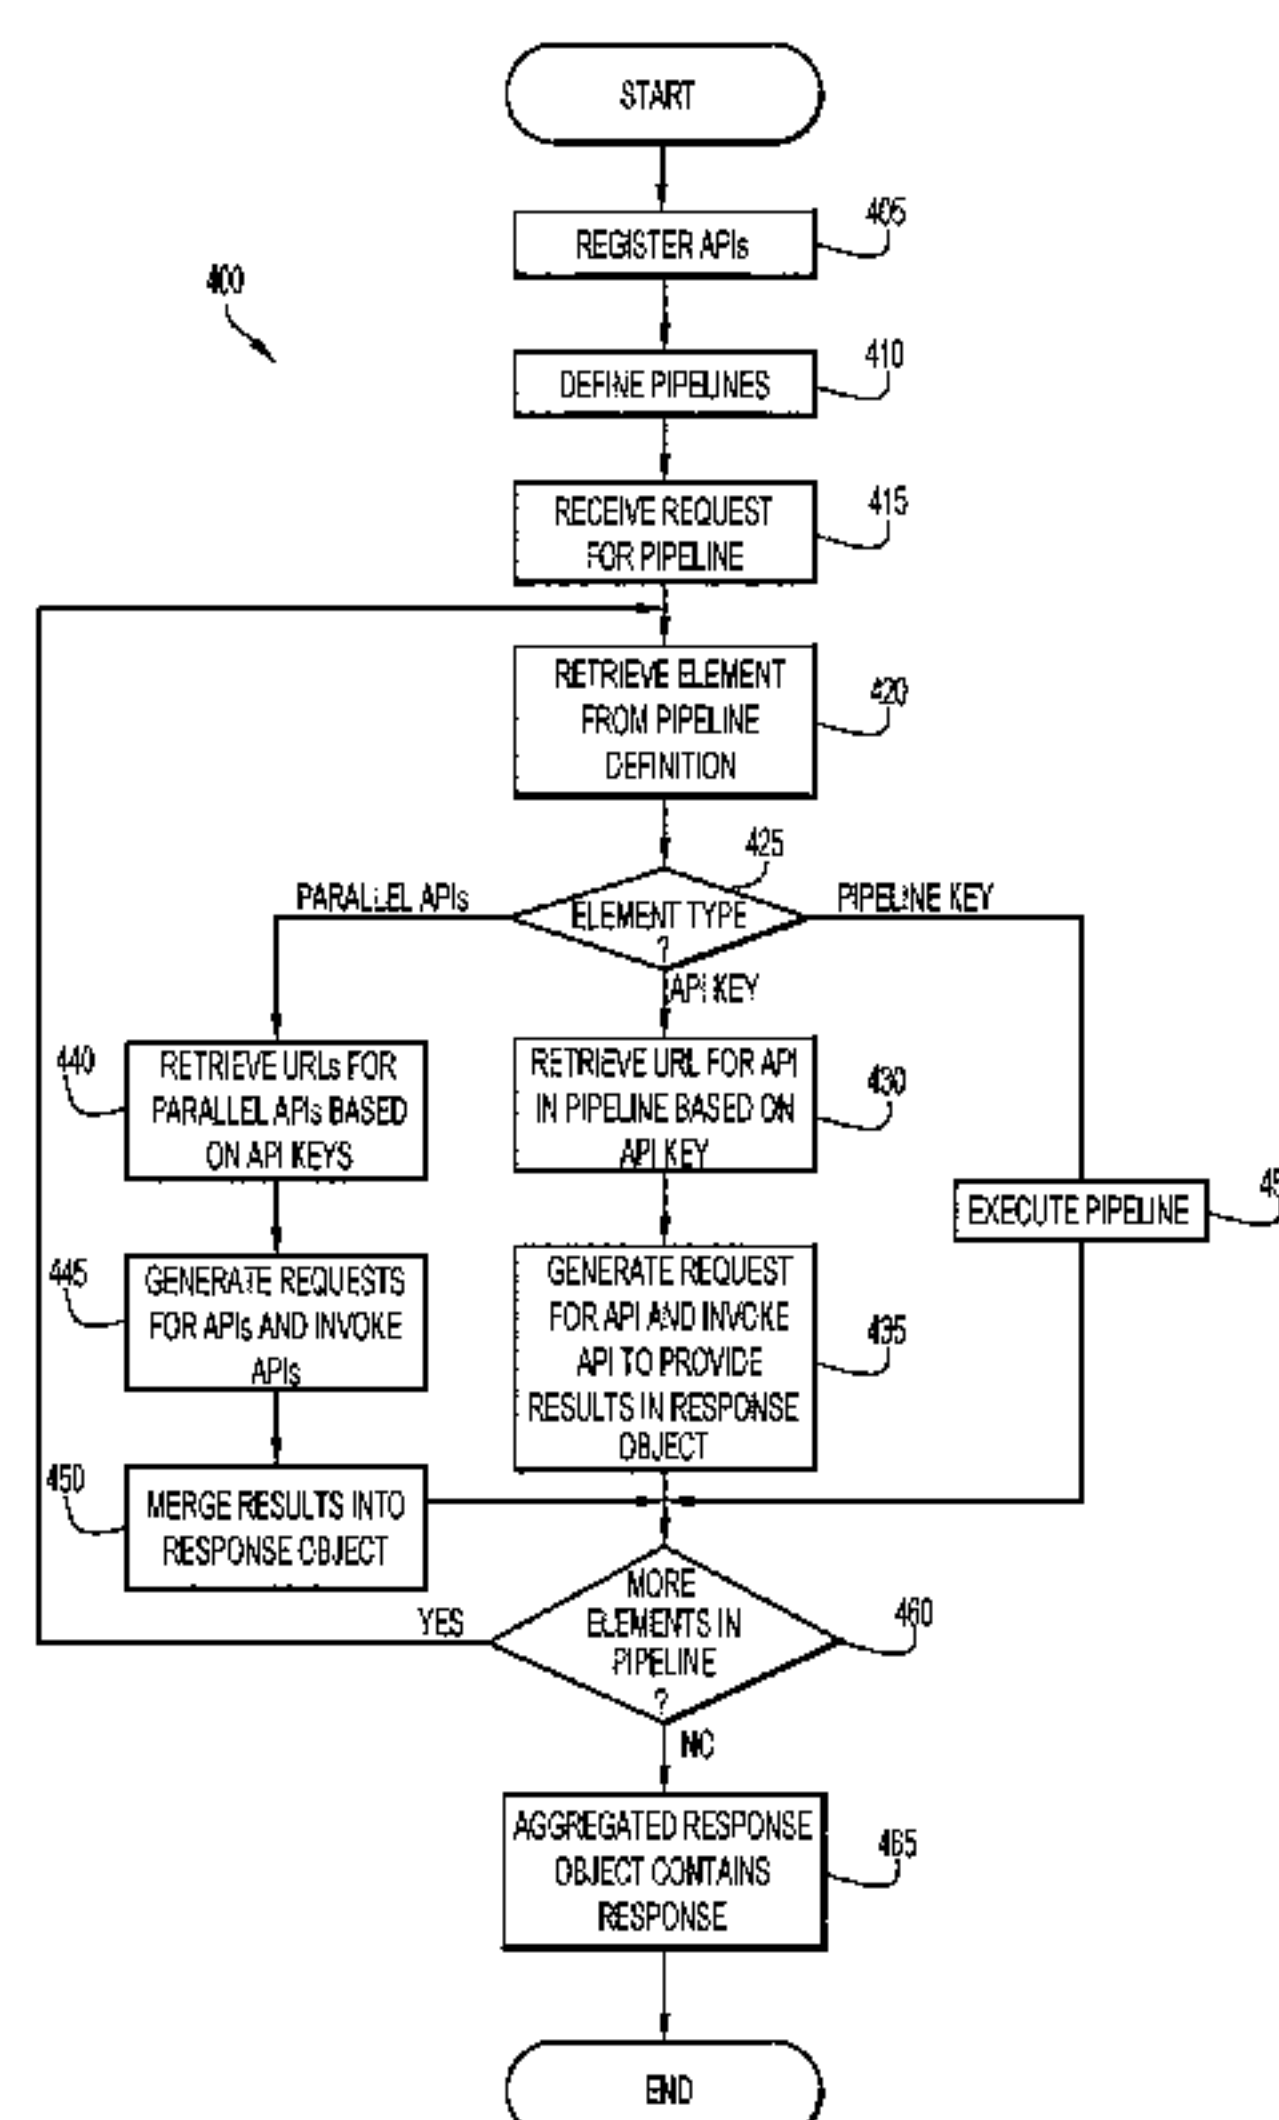 START
REGISTER APIs
405
400
DEFINE PIPELINES
410
RECEIVE REQUEST
FOR PIPELINE
415
RETRIEVE ELEMENT
FROM PIPELINE
DEFINITION
420
425
PARALLEL APIs
ELEMENT TYPE
?
PIPELINE KEY
API KEY
440
RETRIEVE URLs FOR
PARALLEL APIs BASED
ON API KEYS
RETRIEVE URL FOR API
IN PIPELINE BASED ON
API KEY
430
EXECUTE PIPELINE
445
GENERATE REQUESTS
FOR APIs AND INVOKE
APIs
GENERATE REQUEST
FOR API AND INVOKE
API TO PROVIDE
RESULTS IN RESPONSE
OBJECT
435
450
MERGE RESULTS INTO
RESPONSE OBJECT
MORE
ELEMENTS IN
PIPELINE
?
460
YES
NO
AGGREGATED RESPONSE
OBJECT CONTAINS
RESPONSE
465
END